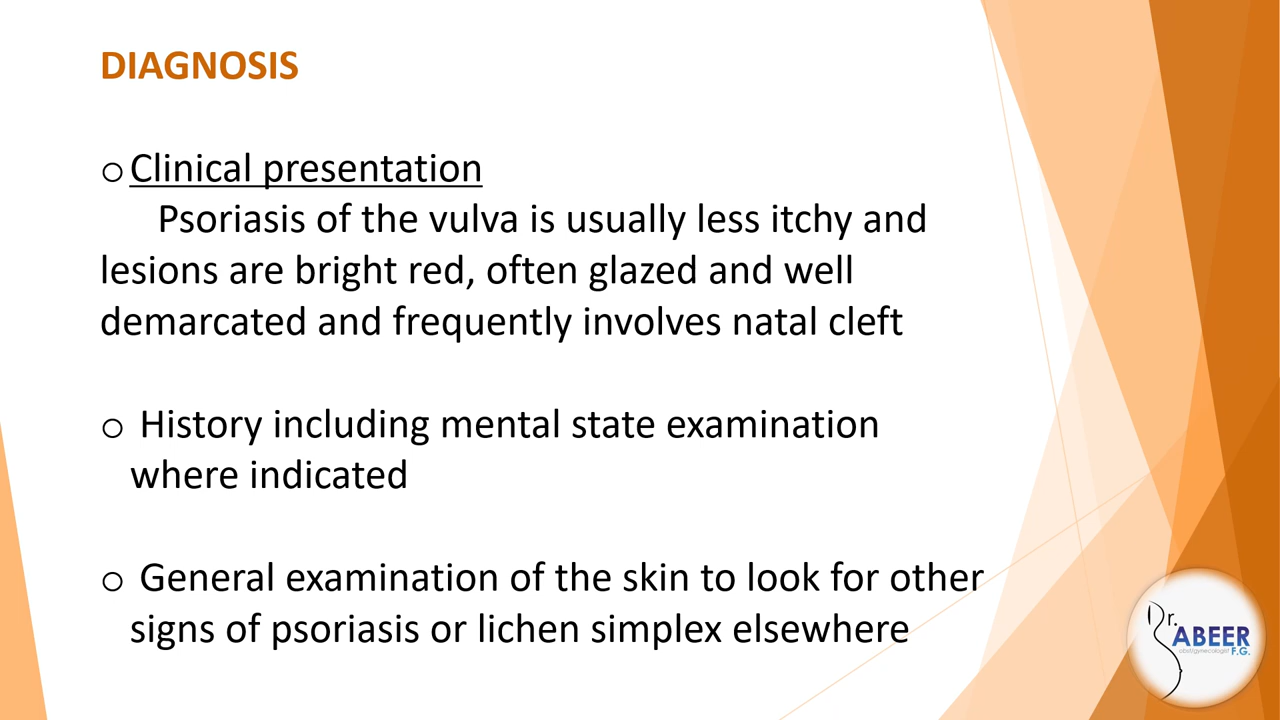 DIAGNOSIS
o Clinical presentation
Psoriasis of the vulva is usually less itchy and
lesions are bright red, often glazed and well
demarcated and frequently involves natal cleft
o History including mental state examination
where indicated
o General examination of the skin to look for other
signs of psoriasis or lichen simplex elsewhere
Dr.
ABEER
obst/gynecologist F.G.